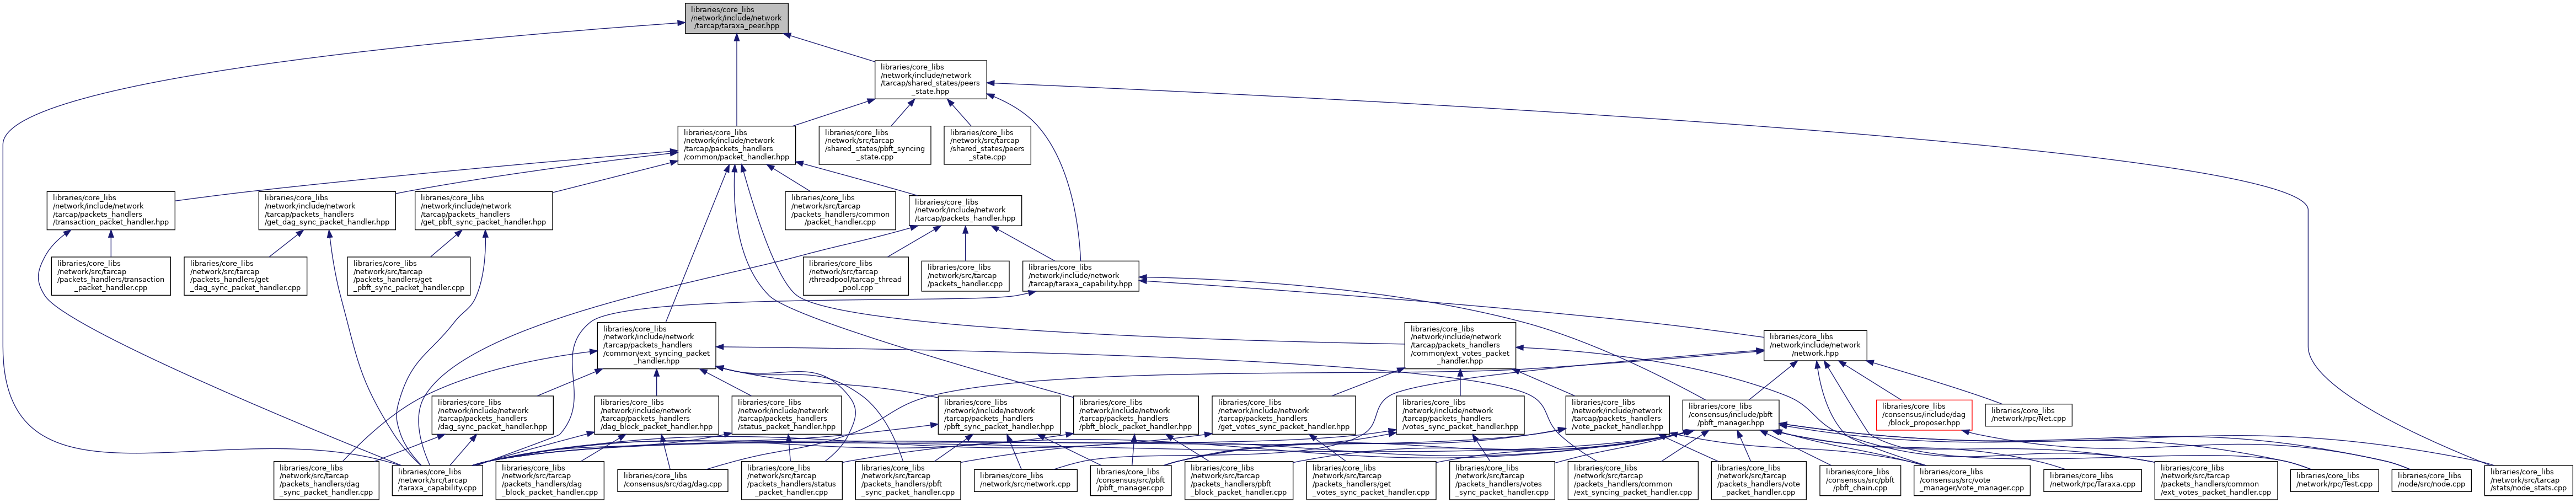 libraries/core_libs
/network/include/network
/tarcap/taraxa_peer.hpp
libraries/core_libs
/network/include/network
/tarcap/shared_states/peers
_state.hpp
libraries/core_libs
/network/include/network
/tarcap/packets_handlers
/common/packet_handler.hpp
libraries/core_libs
/network/src/tarcap
/shared_states/pbft_syncing
_state.cpp
libraries/core_libs
/network/src/tarcap
/shared_states/peers
_state.cpp
libraries/core_libs
/network/include/network
/tarcap/packets_handlers
/transaction_packet_handler.hpp
libraries/core_libs
/network/include/network
/tarcap/packets_handlers
/get_dag_sync_packet_handler.hpp
libraries/core_libs
/network/include/network
/tarcap/packets_handlers
/get_pbft_sync_packet_handler.hpp
libraries/core_libs
/network/src/tarcap
/packets_handlers/common
/packet_handler.cpp
libraries/core_libs
/network/include/network
/tarcap/packets_handler.hpp
libraries/core_libs
/network/src/tarcap
/packets_handlers/transaction
_packet_handler.cpp
libraries/core_libs
/network/src/tarcap
/packets_handlers/get
_dag_sync_packet_handler.cpp
libraries/core_libs
/network/src/tarcap
/packets_handlers/get
_pbft_sync_packet_handler.cpp
libraries/core_libs
/network/src/tarcap
/threadpool/tarcap_thread
_pool.cpp
libraries/core_libs
/network/src/tarcap
/packets_handler.cpp
libraries/core_libs
/network/include/network
/tarcap/taraxa_capability.hpp
libraries/core_libs
/network/include/network
/tarcap/packets_handlers
/common/ext_syncing_packet
_handler.hpp
libraries/core_libs
/network/include/network
/tarcap/packets_handlers
/common/ext_votes_packet
_handler.hpp
libraries/core_libs
/network/include/network
/network.hpp
libraries/core_libs
/network/include/network
/tarcap/packets_handlers
/dag_sync_packet_handler.hpp
libraries/core_libs
/network/include/network
/tarcap/packets_handlers
/dag_block_packet_handler.hpp
libraries/core_libs
/network/include/network
/tarcap/packets_handlers
/status_packet_handler.hpp
libraries/core_libs
/network/include/network
/tarcap/packets_handlers
/pbft_sync_packet_handler.hpp
libraries/core_libs
/network/include/network
/tarcap/packets_handlers
/pbft_block_packet_handler.hpp
libraries/core_libs
/network/include/network
/tarcap/packets_handlers
/get_votes_sync_packet_handler.hpp
libraries/core_libs
/network/include/network
/tarcap/packets_handlers
/votes_sync_packet_handler.hpp
libraries/core_libs
/network/include/network
/tarcap/packets_handlers
/vote_packet_handler.hpp
libraries/core_libs
/consensus/include/pbft
/pbft_manager.hpp
libraries/core_libs
/consensus/include/dag
/block_proposer.hpp
libraries/core_libs
/network/rpc/Net.cpp
libraries/core_libs
/network/src/tarcap
/packets_handlers/dag
_sync_packet_handler.cpp
libraries/core_libs
/network/src/tarcap
/taraxa_capability.cpp
libraries/core_libs
/network/src/tarcap
/packets_handlers/dag
_block_packet_handler.cpp
libraries/core_libs
/consensus/src/dag/dag.cpp
libraries/core_libs
/network/src/tarcap
/packets_handlers/status
_packet_handler.cpp
libraries/core_libs
/network/src/tarcap
/packets_handlers/pbft
_sync_packet_handler.cpp
libraries/core_libs
/network/src/network.cpp
libraries/core_libs
/consensus/src/pbft
/pbft_manager.cpp
libraries/core_libs
/network/src/tarcap
/packets_handlers/pbft
_block_packet_handler.cpp
libraries/core_libs
/network/src/tarcap
/packets_handlers/get
_votes_sync_packet_handler.cpp
libraries/core_libs
/network/src/tarcap
/packets_handlers/votes
_sync_packet_handler.cpp
libraries/core_libs
/network/src/tarcap
/packets_handlers/common
/ext_syncing_packet_handler.cpp
libraries/core_libs
/network/src/tarcap
/packets_handlers/vote
_packet_handler.cpp
libraries/core_libs
/consensus/src/pbft
/pbft_chain.cpp
libraries/core_libs
/consensus/src/vote
_manager/vote_manager.cpp
libraries/core_libs
/network/rpc/Taraxa.cpp
libraries/core_libs
/network/src/tarcap
/packets_handlers/common
/ext_votes_packet_handler.cpp
libraries/core_libs
/network/rpc/Test.cpp
libraries/core_libs
/node/src/node.cpp
libraries/core_libs
/network/src/tarcap
/stats/node_stats.cpp